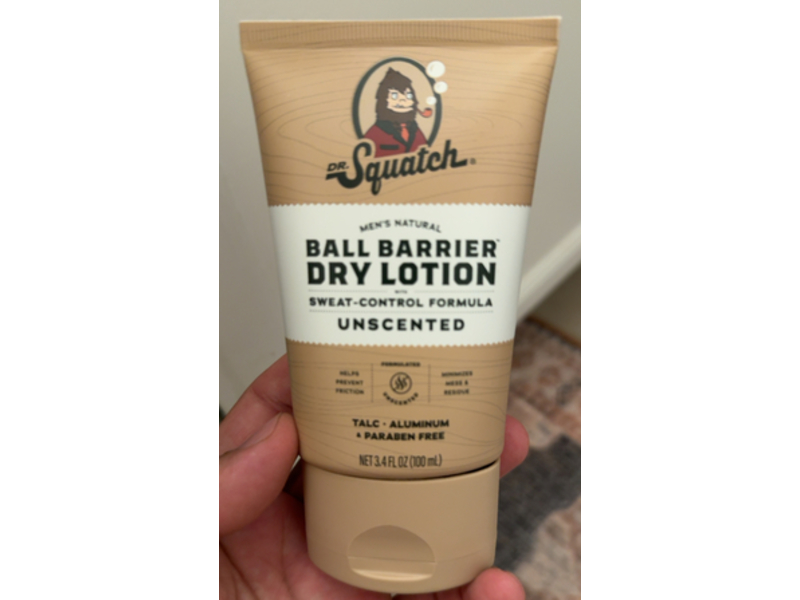 DR. Squatch®
MEN'S NATURAL
BALL BARRIER™
DRY LOTION
WITH
SWEAT-CONTROL FORMULA
UNSCENTED
HELPS
PREVENT
FRICTION
FORMULATED
UNSCENTED
MINIMIZES
MESS &
RESIDUE
TALC · ALUMINUM
& PARABEN FREE
NET 3.4 FL OZ (100 mL)